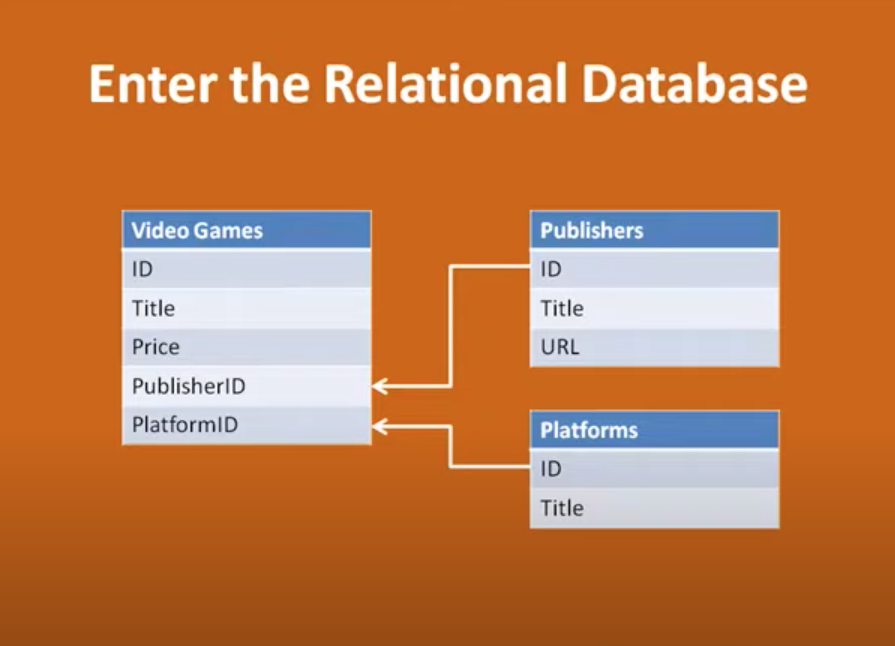 Enter the Relational Database
Video Games
ID
Title
Price
PublisherID
PlatformID
Publishers
ID
Title
URL
Platforms
ID
Title